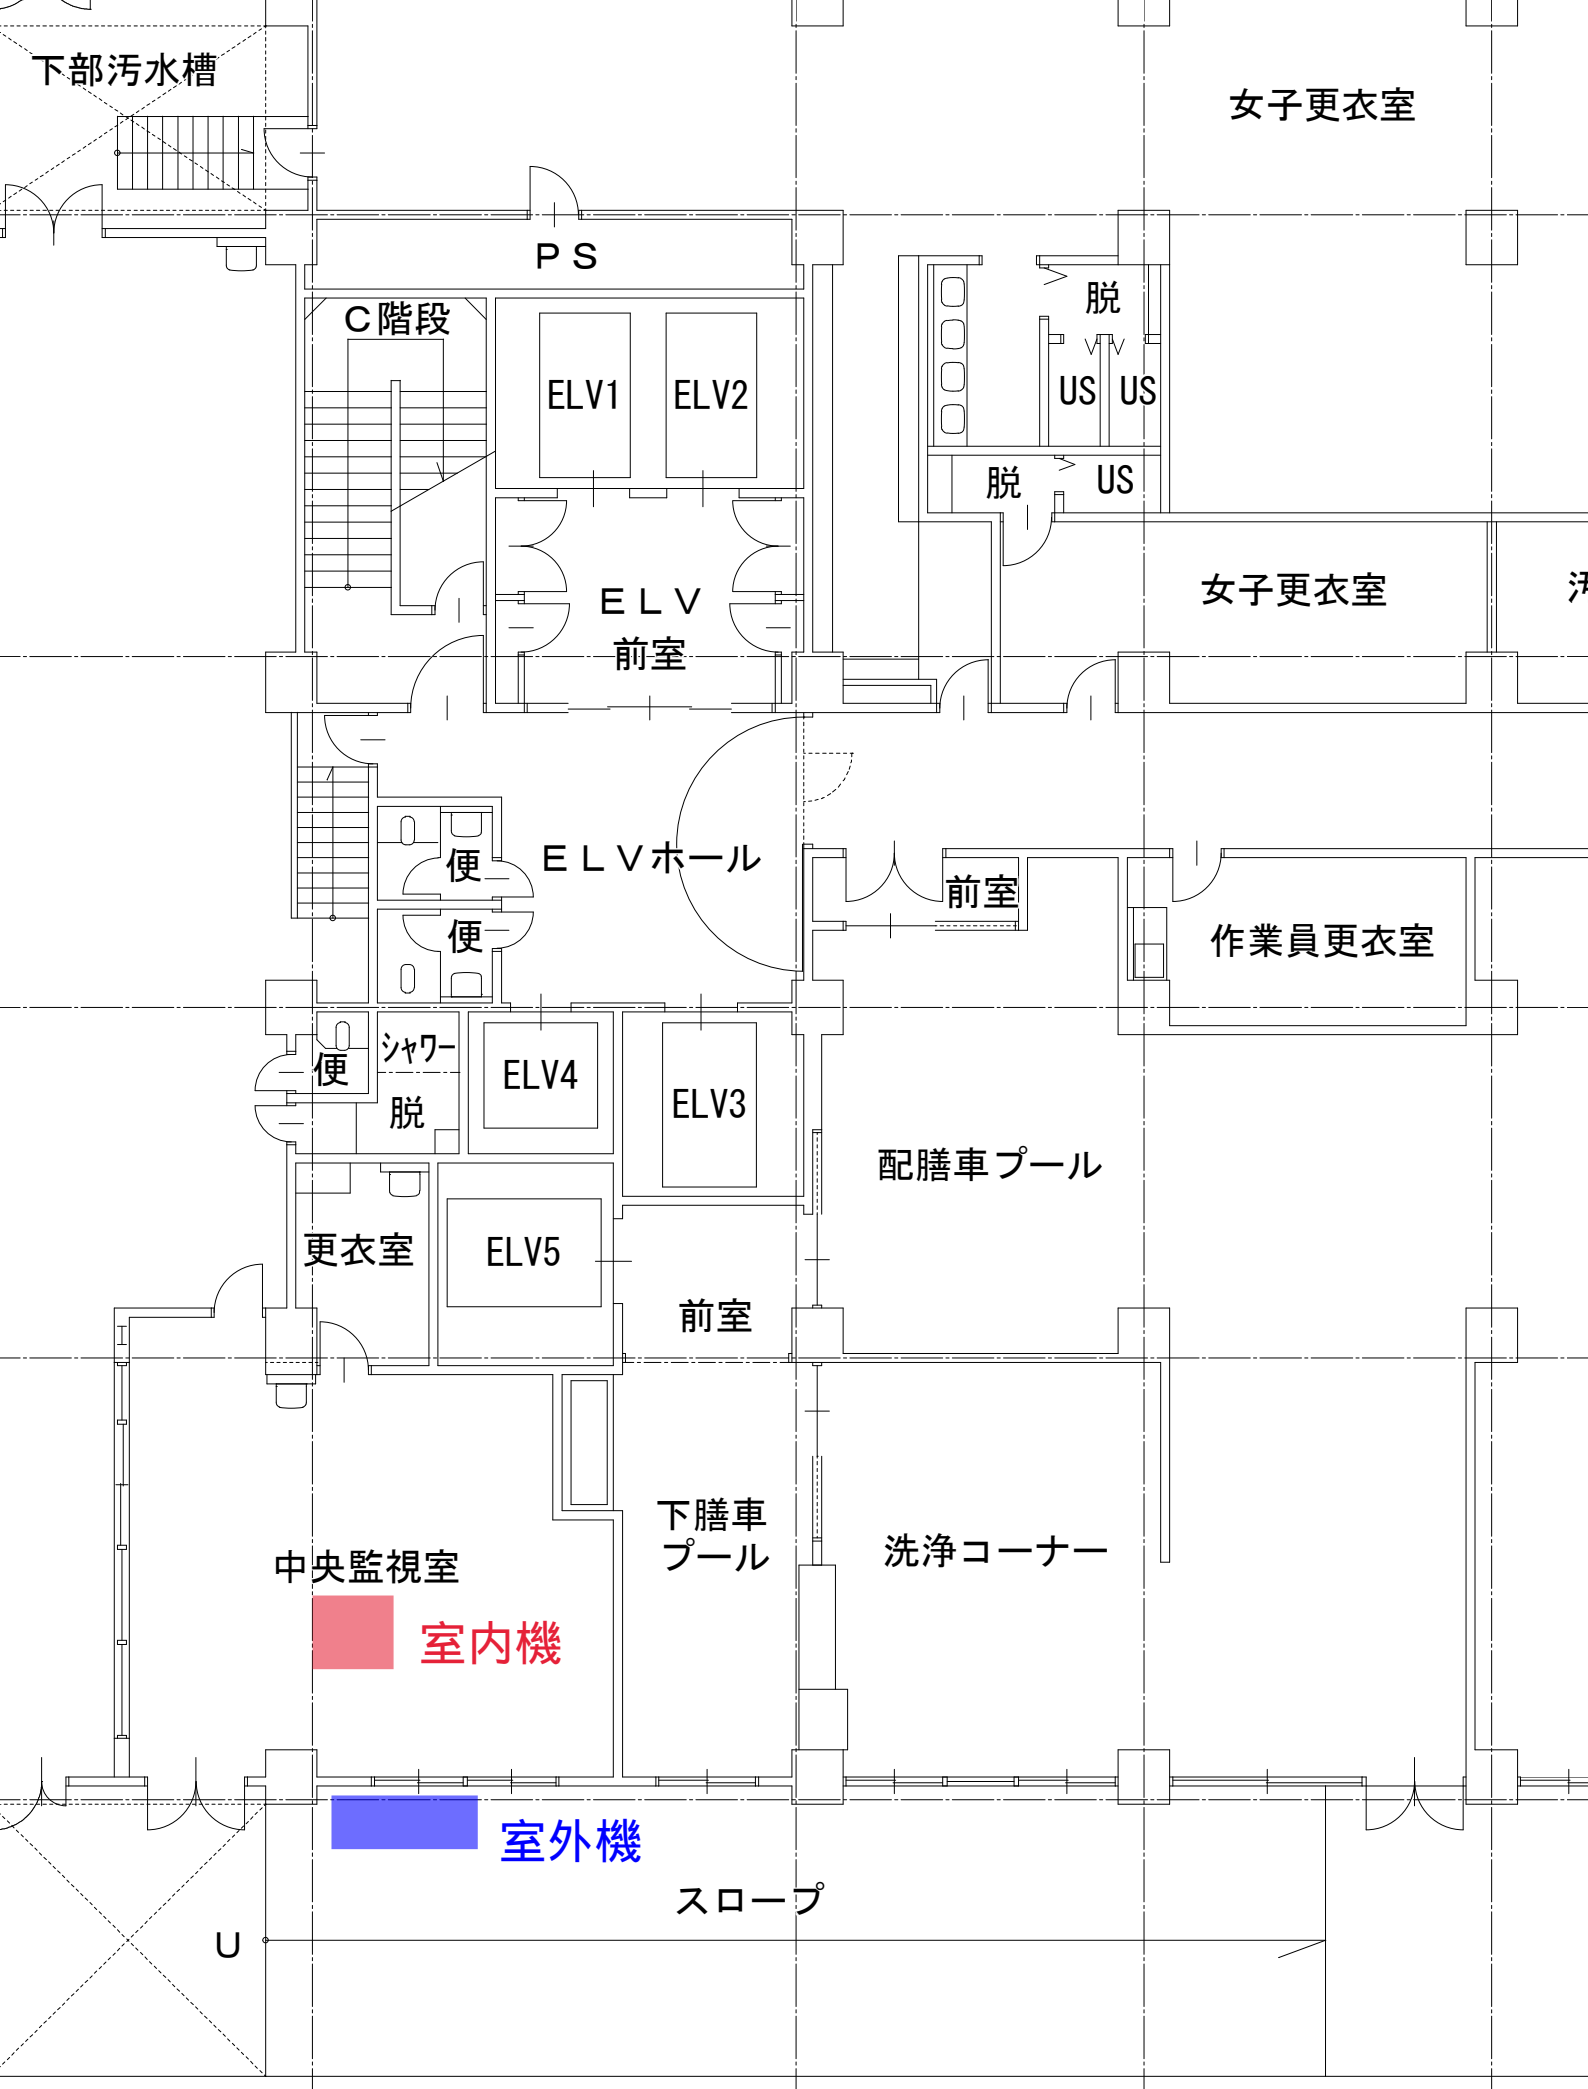 下部汚水槽
女子更衣室
PS
C階段
脱
ELV1
ELV2
US
US
脱
US
女子更衣室
ELV
前室
ELVホール
便
前室
便
作業員更衣室
シャワー
便
ELV4
脱
ELV3
配膳車プール
更衣室
ELV5
前室
下膳車
プール
洗浄コーナー
中央監視室
室内機
室外機
スロープ
U